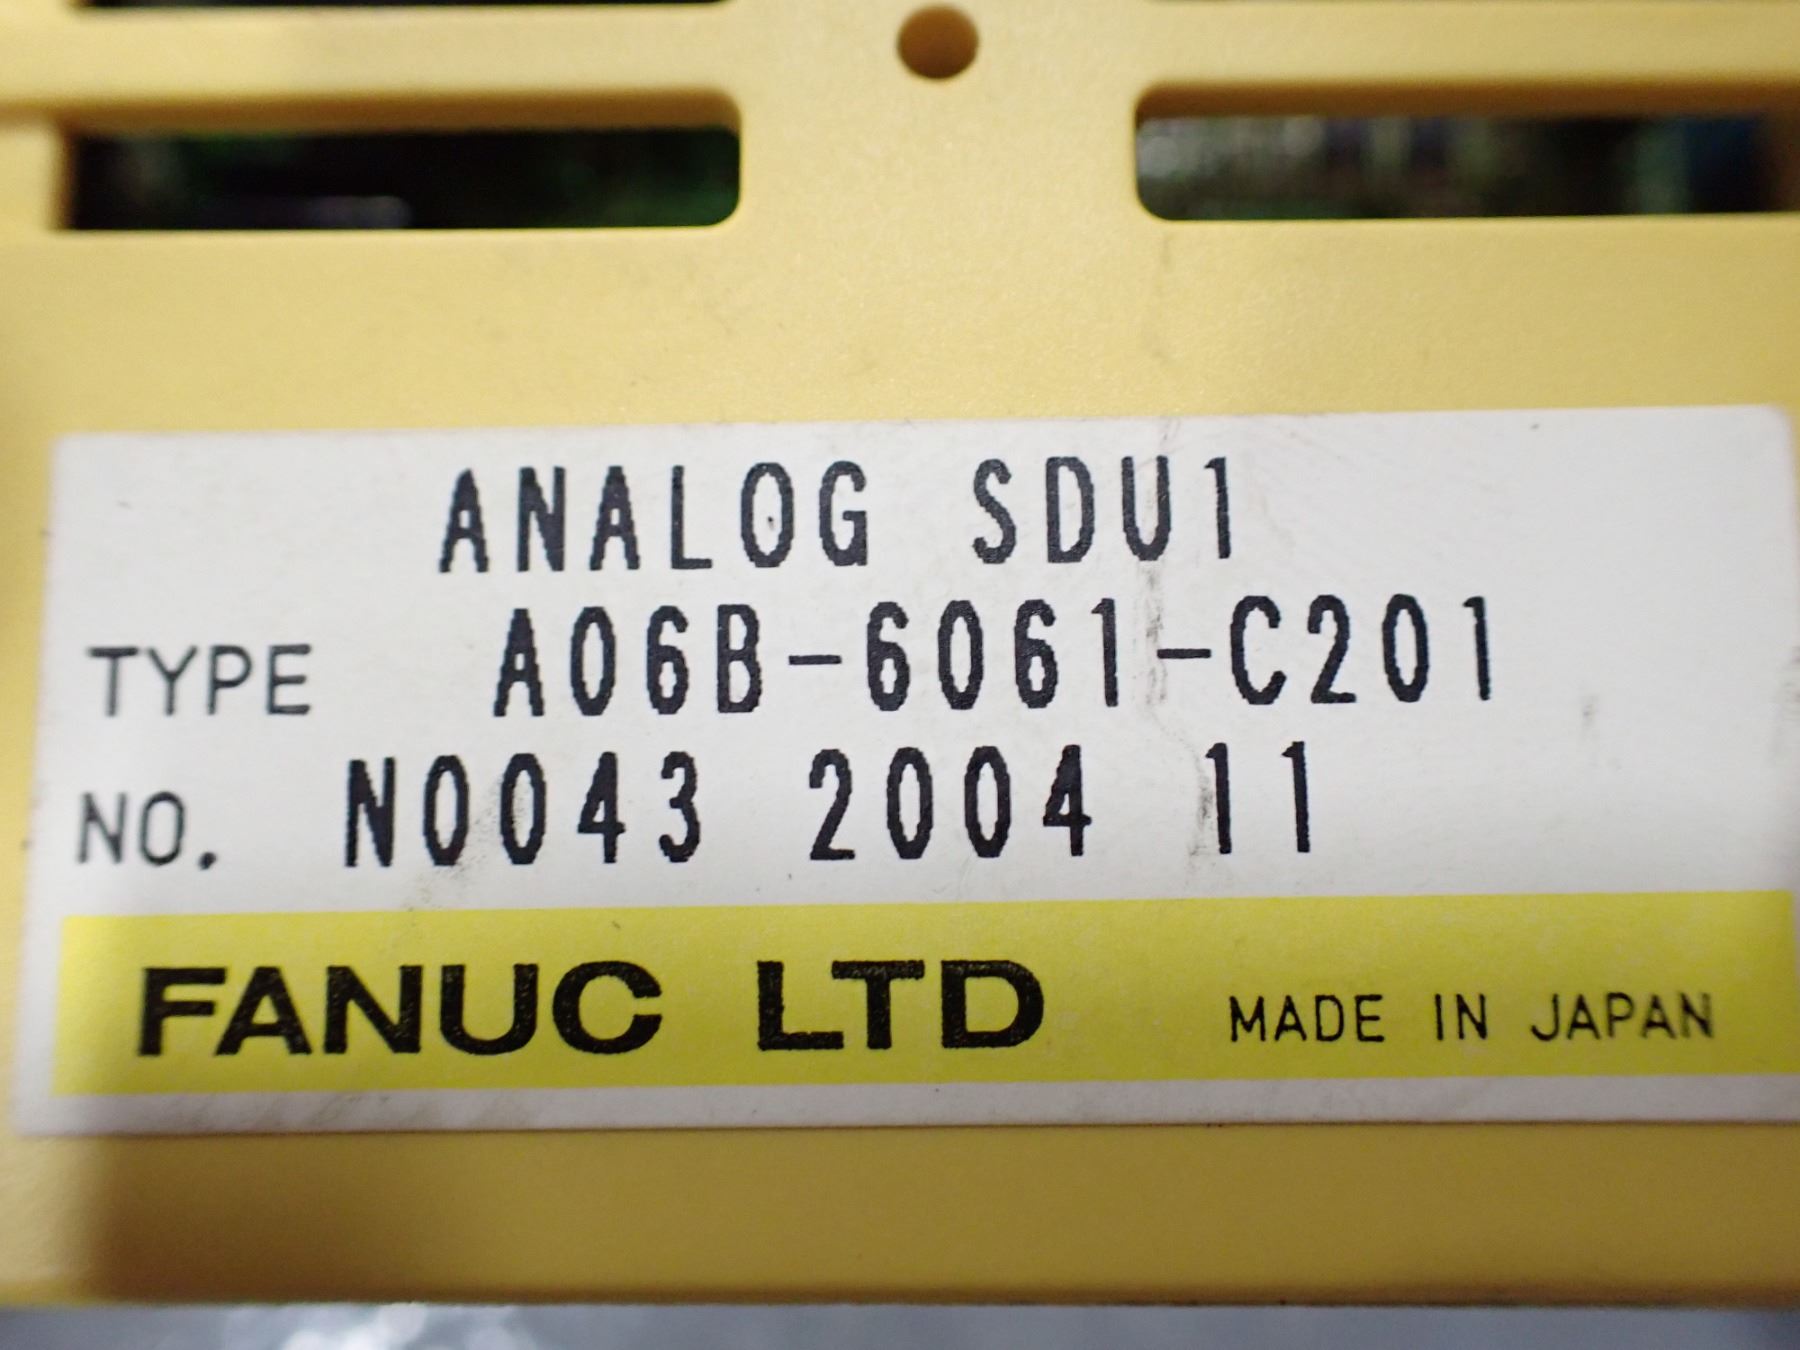 ANALOG SDU1
TYPE A06B-6061-C201
NO. N0043 2004 11
FANUC LTD MADE IN JAPAN